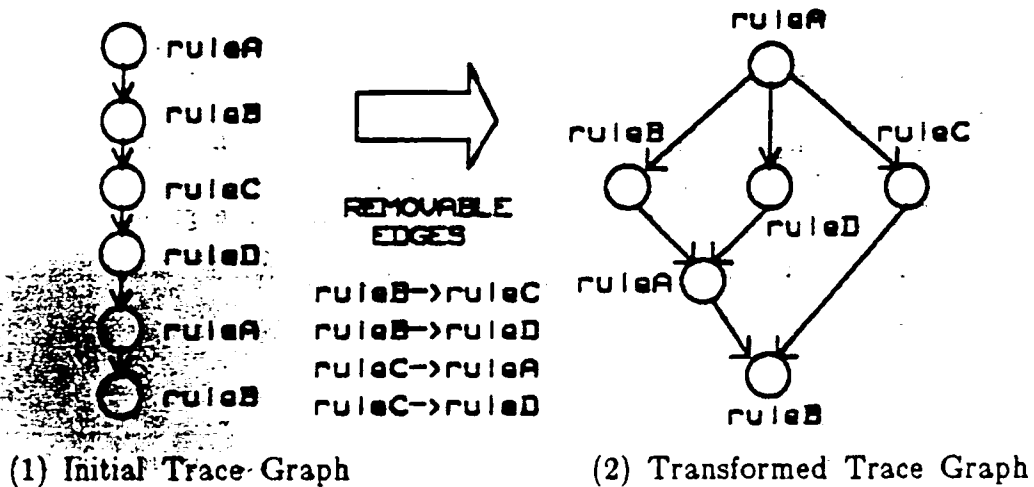 ruleA
ruleB
ruleC
ruleD
ruleA
ruleB
(1) Initial Trace Graph
REMOVABLE
EDGES
ruleB->ruleC
ruleB->ruleD
ruleC->ruleA
ruleC->ruleD
ruleA
ruleB
ruleC
ruleD
ruleA
ruleB
(2) Transformed Trace Graph